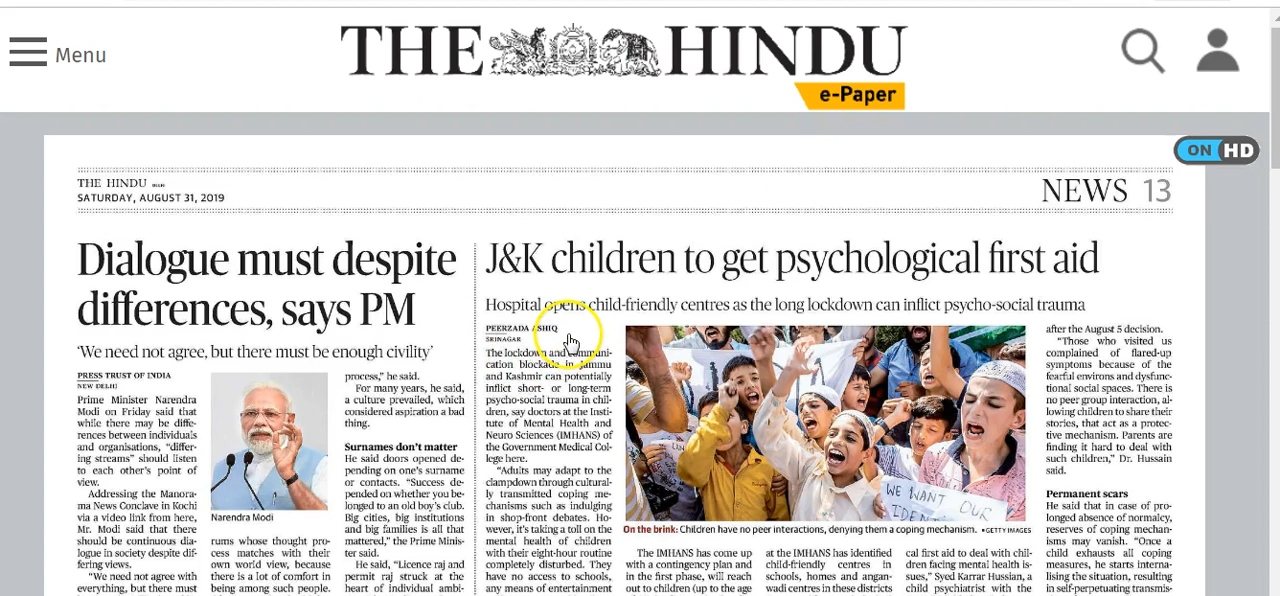 Menu
THE HINDU
e-Paper
ON HD
THE HINDU
SATURDAY, AUGUST 31, 2019
NEWS 13
Dialogue must despite
differences, says PM
‘We need not agree, but there must be enough civility’
PRESS TRUST OF INDIA
NEW DELHI
Prime Minister Narendra
Modi on Friday said that
while there may be diffe-
rences between individuals
and organisations, “differ-
ing streams” should listen
to each other’s point of
view.
Addressing the Manora-
ma News Conclave in Kochi
via a video link from here,
Mr. Modi said that there
should be continuous dia-
logue in society despite dif-
fering views.
“We need not agree with
everything, but there must
Narendra Modi
rums whose thought pro-
cess matches with their
own world view, because
there is a lot of comfort in
being among such people.
process,” he said.
For many years, he said,
a culture prevailed, which
considered aspiration a bad
thing.
Surnames don’t matter
He said doors opened de-
pending on one’s surname
or contacts. “Success de-
pended on whether you be-
longed to an old boy’s club.
Big cities, big institutions
and big families is all that
mattered,” the Prime Minis-
ter said.
He said, “Licence raj and
permit raj struck at the
heart of individual ambi-
J&K children to get psychological first aid
Hospital opens child-friendly centres as the long lockdown can inflict psycho-social trauma
PEERZADA ASHIQ
SRINAGAR
The lockdown and communi-
cation blockade in Jammu
and Kashmir can potentially
inflict short- or long-term
psycho-social trauma in chil-
dren, say doctors at the Insti-
tute of Mental Health and
Neuro Sciences (IMHANS) of
the Government Medical Col-
lege here.
“Adults may adapt to the
clampdown through cultural-
ly transmitted coping me-
chanisms such as indulging
in shop-front debates. Ho-
wever, it’s taking a toll on the
mental health of children
with their eight-hour routine
completely disturbed. They
have no access to schools,
any means of entertainment
WE WANT OUR
On the brink: Children have no peer interactions, denying them a coping mechanism. •GETTY IMAGES
The IMHANS has come up
with a contingency plan and
in the first phase, will reach
out to children (up to the age
at the IMHANS has identified
child-friendly centres in
schools, homes and angan-
wadi centres in these districts
cal first aid to deal with chil-
dren facing mental health is-
sues,” Syed Karrar Hussian, a
child psychiatrist with the
after the August 5 decision.
“Those who visited us
complained of flared-up
symptoms because of the
fearful environs and dysfunc-
tional social spaces. There is
no peer group interaction, al-
lowing children to share their
stories, that act as a protec-
tive mechanism. Parents are
finding it hard to deal with
such children,” Dr. Hussain
said.
Permanent scars
He said that in case of pro-
longed absence of normalcy,
reserves of coping mechan-
isms may vanish. “Once a
child exhausts all coping
measures, he starts interna-
lising the situation, resulting
in self-perpetuating transmis-